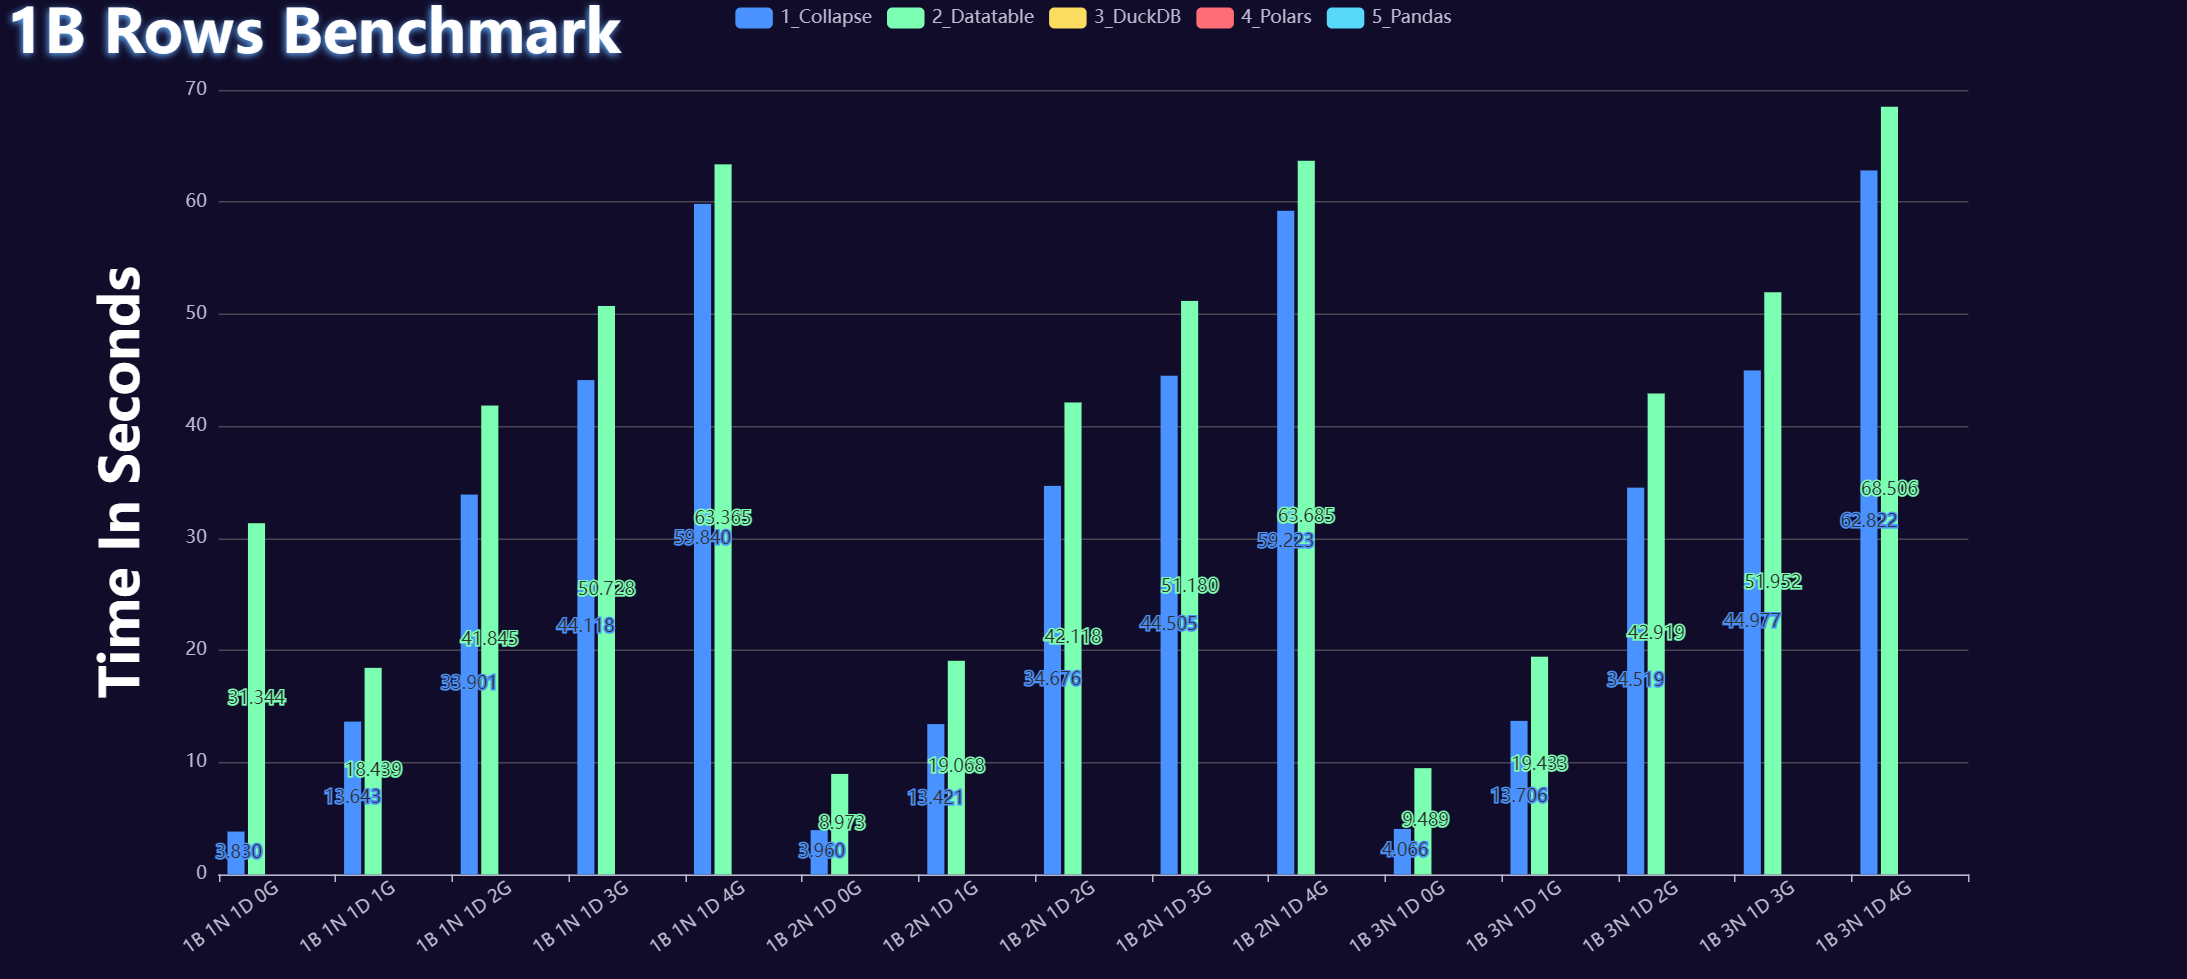 1B Rows Benchmark
1_Collapse 2_Datatable 3_DuckDB 4_Polars 5_Pandas
Time In Seconds
70
60
50
40
30
20
10
0
3.830
31.344
13.643
18.439
33.901
41.845
44.118
50.728
59.840
63.365
3.960
8.973
13.421
19.068
34.676
42.118
44.505
51.180
59.223
63.685
4.066
9.489
13.706
19.433
34.519
42.919
44.977
51.952
62.822
68.506
1B 1N 1D 0G
1B 1N 1D 1G
1B 1N 1D 2G
1B 1N 1D 3G
1B 1N 1D 4G
1B 2N 1D 0G
1B 2N 1D 1G
1B 2N 1D 2G
1B 2N 1D 3G
1B 2N 1D 4G
1B 3N 1D 0G
1B 3N 1D 1G
1B 3N 1D 2G
1B 3N 1D 3G
1B 3N 1D 4G